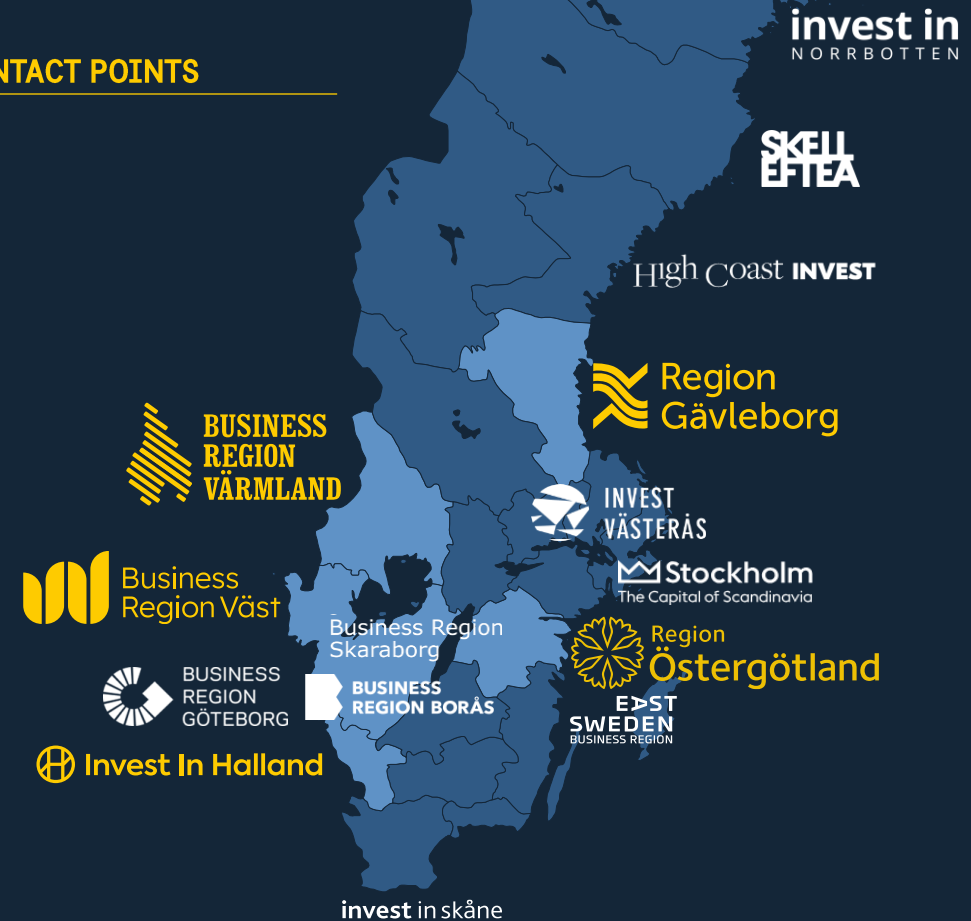 NTACT POINTS
invest in
NORRBOTTEN
SKELL
EFTEA
High Coast INVEST
Region
Gävleborg
BUSINESS
REGION
VÄRMLAND
INVEST
VÄSTERÅS
Business
Region Väst
Stockholm
The Capital of Scandinavia
Business Region
Skaraborg
Region
Östergötland
BUSINESS
REGION
GÖTEBORG
BUSINESS
REGION BORÅS
EAST
SWEDEN
BUSINESS REGION
Invest In Halland
invest in skåne